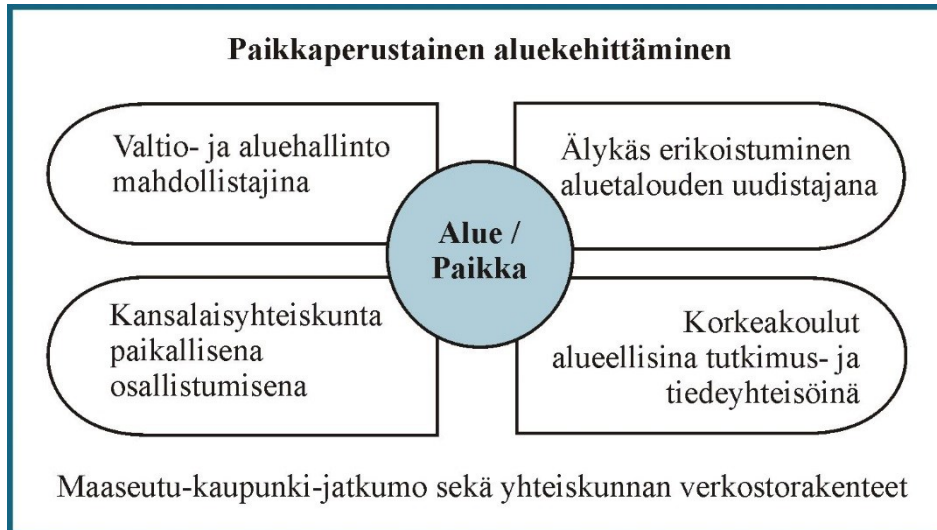 Paikkaperustainen aluekehittäminen
Valtio- ja aluehallinto
mahdollistajina
Älykäs erikoistuminen
aluetalouden uudistajana
Alue /
Paikka
Kansalaisyhteiskunta
paikallisena
osallistumisena
Korkeakoulut
alueellisina tutkimus- ja
tiedeyhteisöinä
Maaseutu-kaupunki-jatkumo sekä yhteiskunnan verkostorakenteet